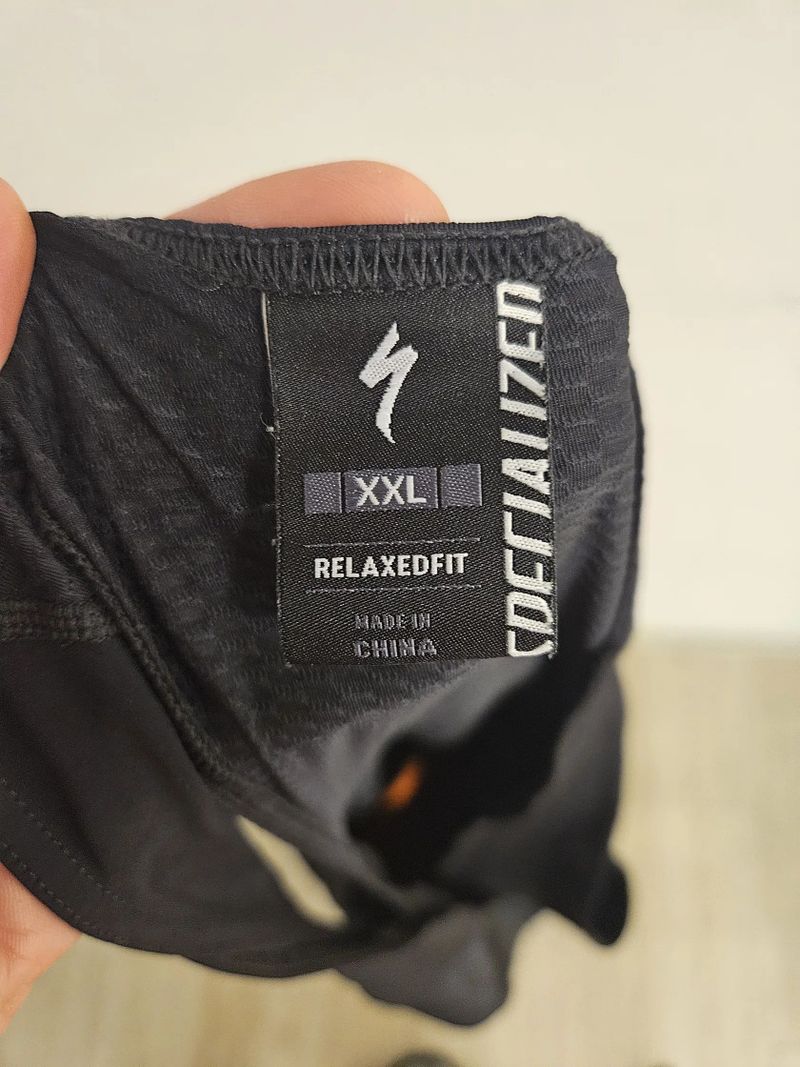 XXL
RELAXEDFIT
MADE IN
CHINA
SPECIALIZED